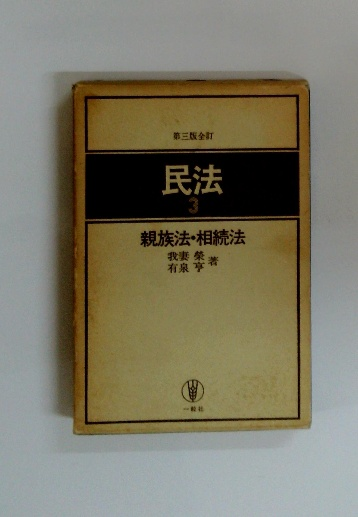 第三版全訂
民法
3
親族法・相続法
我妻 榮
有泉 亨
著
一粒社